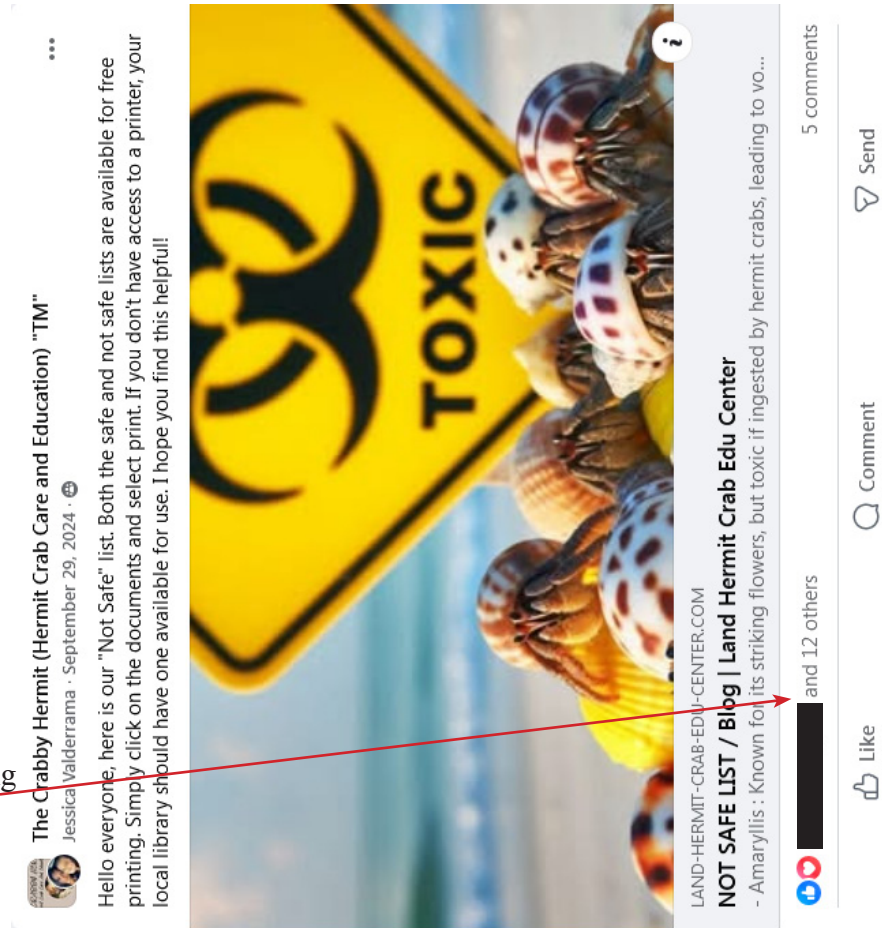 g
The Crabby Hermit (Hermit Crab Care and Education) "TM"
Jessica Valderrama · September 29, 2024 ·
Hello everyone, here is our "Not Safe" list. Both the safe and not safe lists are available for free
printing. Simply click on the documents and select print. If you don't have access to a printer, your
local library should have one available for use. I hope you find this helpful!
TOXIC
i
LAND-HERMIT-CRAB-EDU-CENTER.COM
NOT SAFE LIST / Blog | Land Hermit Crab Edu Center
- Amaryllis : Known for its striking flowers, but toxic if ingested by hermit crabs, leading to vo...
and 12 others
5 comments
Like
Comment
Send